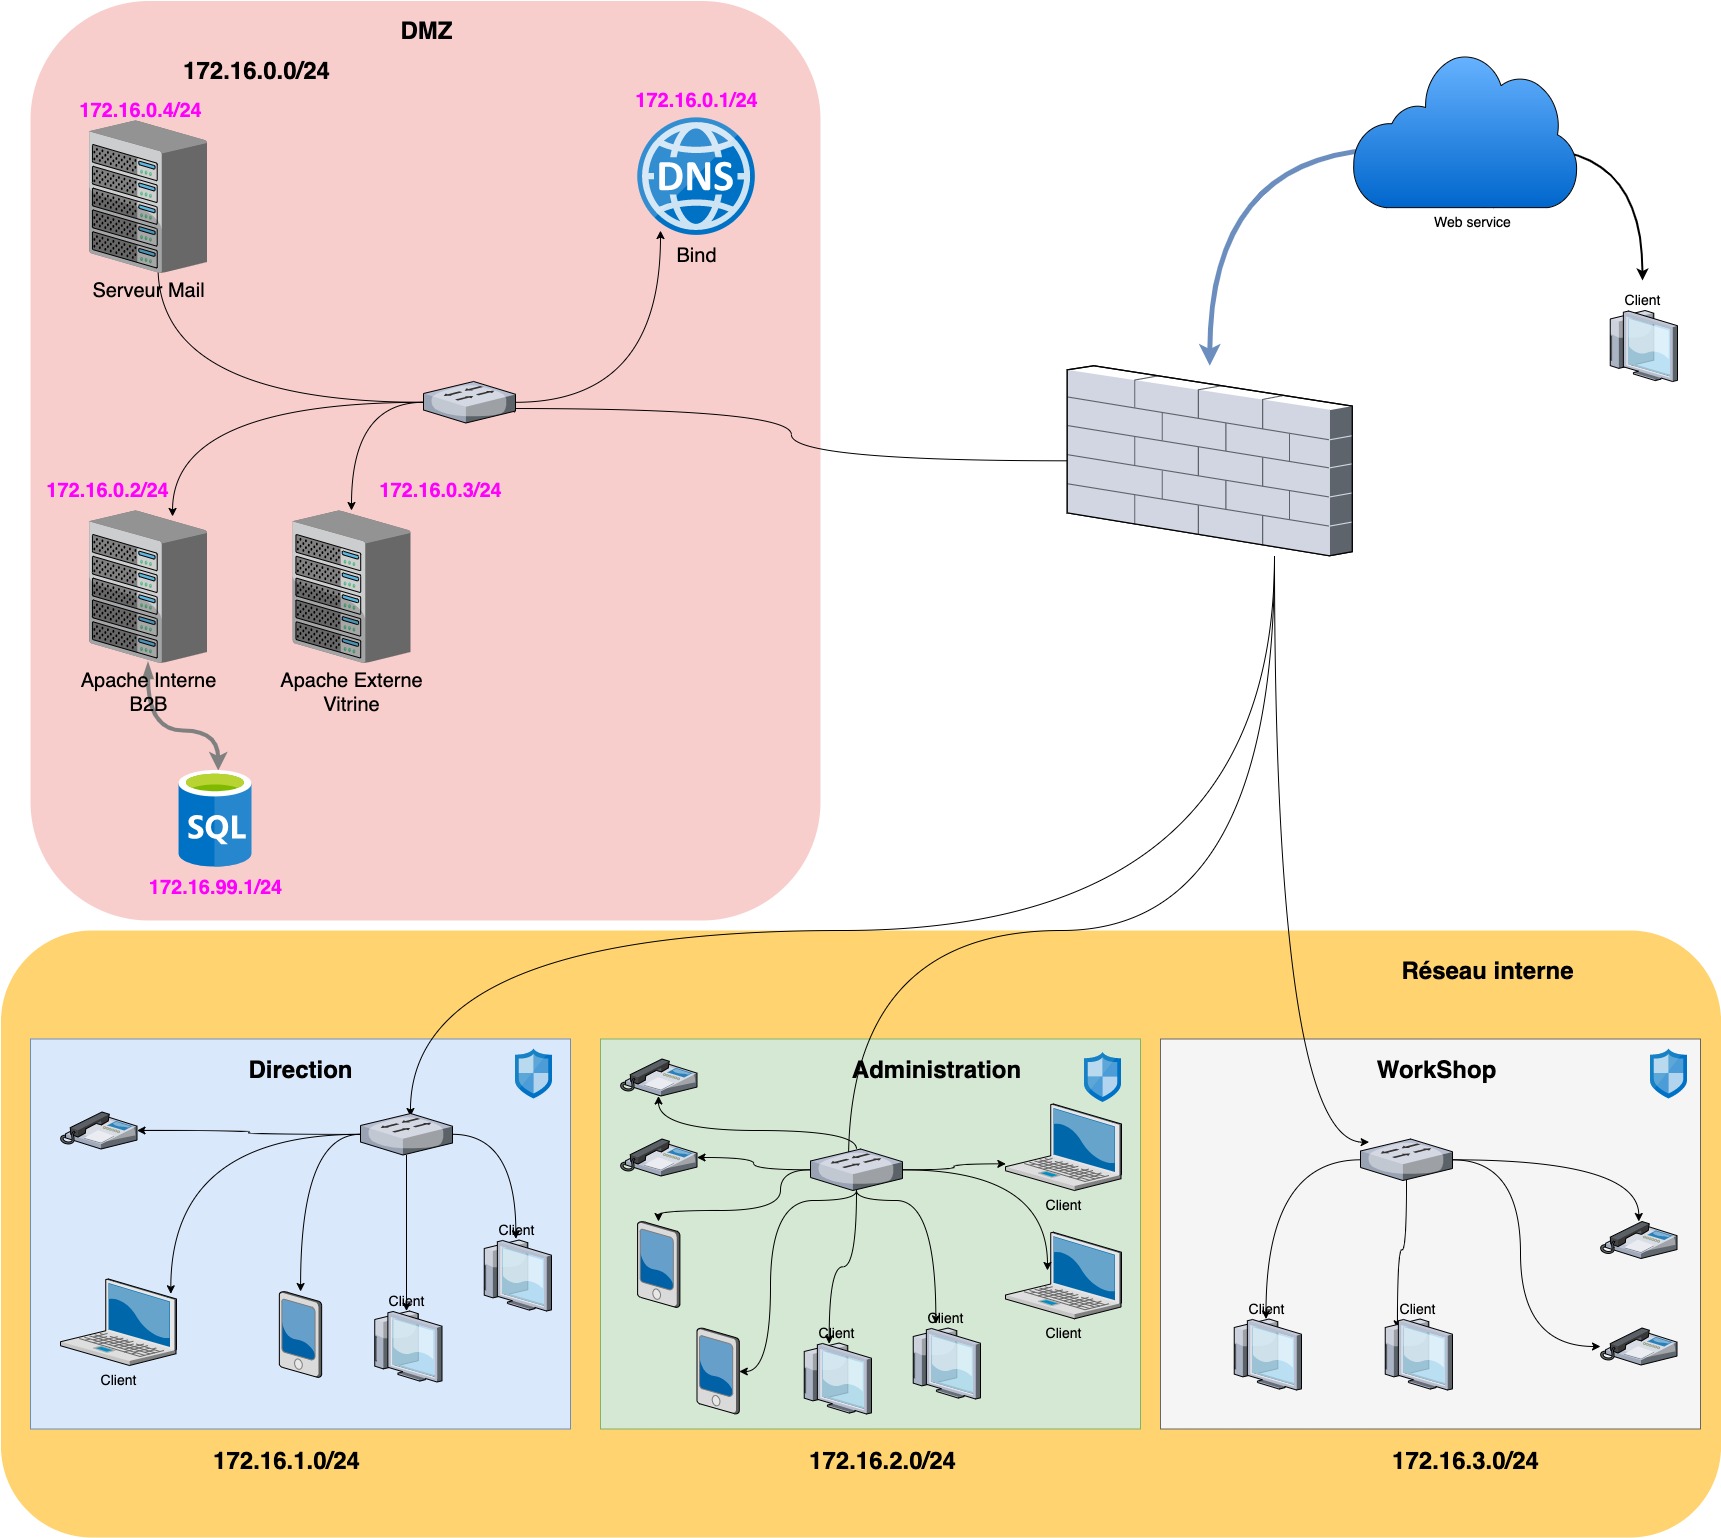 DMZ
172.16.0.0/24
172.16.0.4/24
172.16.0.1/24
DNS
Bind
Serveur Mail
Web service
Client
172.16.0.2/24
172.16.0.3/24
Apache Interne
B2B
Apache Externe
Vitrine
SQL
172.16.99.1/24
Réseau interne
Direction
Client
Client
Client
172.16.1.0/24
Administration
Client
Client
Client
Client
172.16.2.0/24
WorkShop
Client
Client
172.16.3.0/24